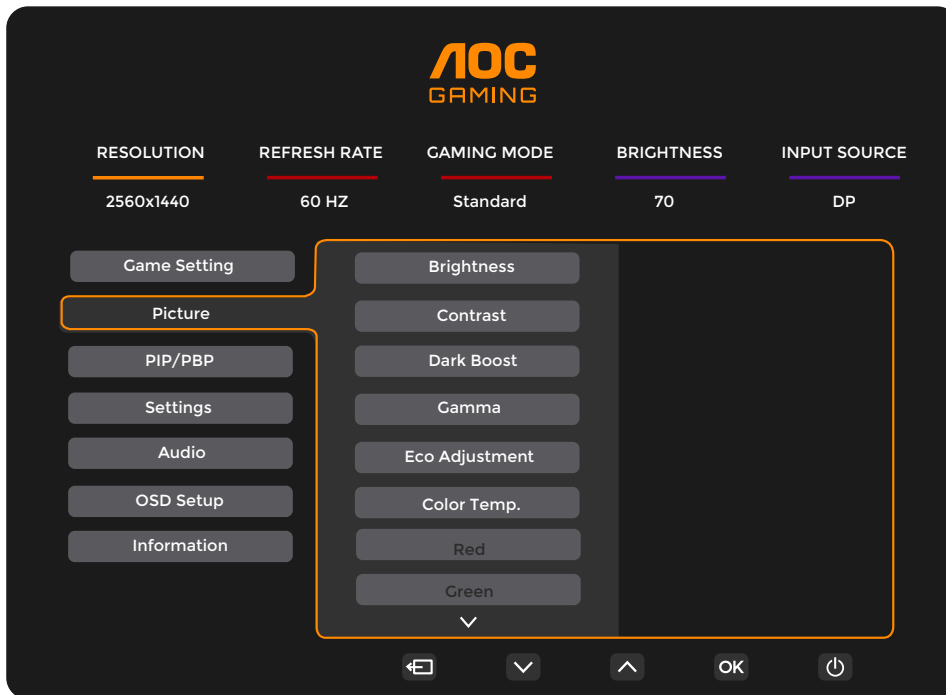 AOC
GAMING
RESOLUTION REFRESH RATE GAMING MODE BRIGHTNESS INPUT SOURCE
2560x1440 60 HZ Standard 70 DP
Game Setting
Picture
PIP/PBP
Settings
Audio
OSD Setup
Information
Brightness
Contrast
Dark Boost
Gamma
Eco Adjustment
Color Temp.
Red
Green
OK